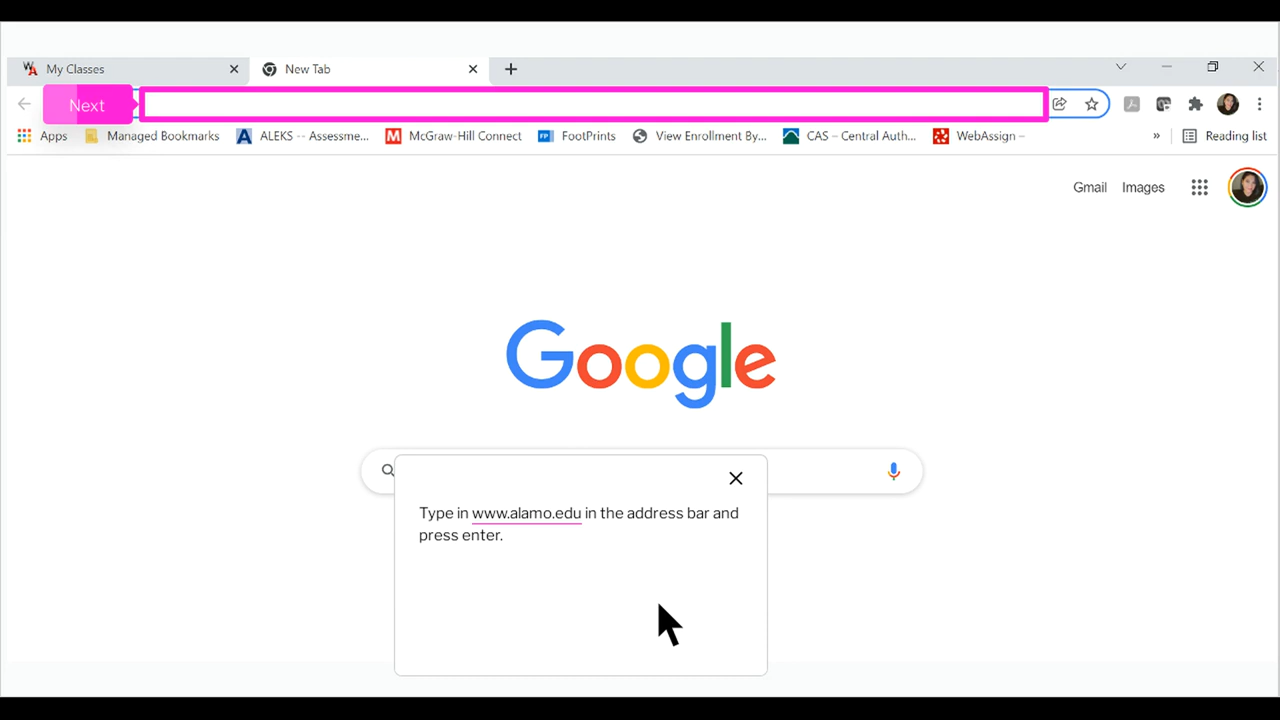 My Classes
New Tab
Next
Apps
Managed Bookmarks
ALEKS -- Assessme...
McGraw-Hill Connect
FootPrints
View Enrollment By...
CAS – Central Auth...
WebAssign –
»
Reading list
Gmail
Images
Google
Type in www.alamo.edu in the address bar and
press enter.